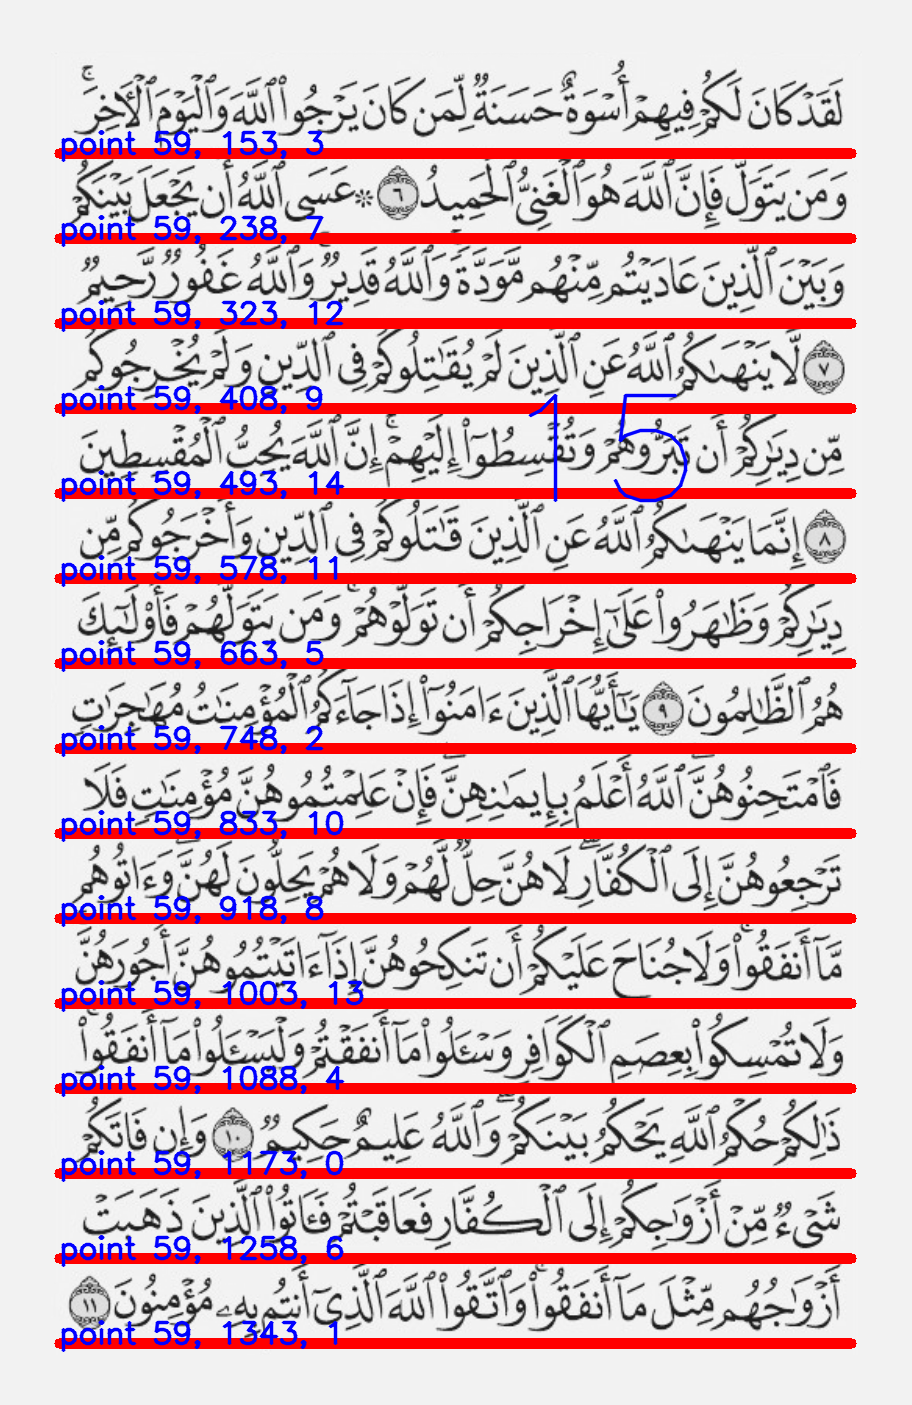 لَقَدْ كَانَ لَكُمْ فِيهِمْ أُسْوَةٌ حَسَنَةٌ لِّمَن كَانَ يَرْجُوا۟ ٱللَّهَ وَٱلْيَوْمَ ٱلْـَٔاخِرَ ۚ
point 59, 153, 3
وَمَن يَتَوَلَّ فَإِنَّ ٱللَّهَ هُوَ ٱلْغَنِىُّ ٱلْحَمِيدُ ٦ ۞ عَسَى ٱللَّهُ أَن يَجْعَلَ بَيْنَكُمْ
point 59, 238, 7
وَبَيْنَ ٱلَّذِينَ عَادَيْتُم مِّنْهُم مَّوَدَّةً ۚ وَٱللَّهُ قَدِيرٌ ۚ وَٱللَّهُ غَفُورٌ رَّحِيمٌ
point 59, 323, 12
٧ لَّا يَنْهَىٰكُمُ ٱللَّهُ عَنِ ٱلَّذِينَ لَمْ يُقَـٰتِلُوكُمْ فِى ٱلدِّينِ وَلَمْ يُخْرِجُوكُم
point 59, 408, 9
15
مِّن دِيَـٰرِكُمْ أَن تَبَرُّوهُمْ وَتُقْسِطُوٓا۟ إِلَيْهِمْ ۚ إِنَّ ٱللَّهَ يُحِبُّ ٱلْمُقْسِطِينَ
point 59, 493, 14
٨ إِنَّمَا يَنْهَىٰكُمُ ٱللَّهُ عَنِ ٱلَّذِينَ قَـٰتَلُوكُمْ فِى ٱلدِّينِ وَأَخْرَجُوكُم مِّن
point 59, 578, 11
دِيَـٰرِكُمْ وَظَـٰهَرُوا۟ عَلَىٰٓ إِخْرَاجِكُمْ أَن تَوَلَّوْهُمْ ۚ وَمَن يَتَوَلَّهُمْ فَأُو۟لَـٰٓئِكَ
point 59, 663, 5
هُمُ ٱلظَّـٰلِمُونَ ٩ يَـٰٓأَيُّهَا ٱلَّذِينَ ءَامَنُوٓا۟ إِذَا جَآءَكُمُ ٱلْمُؤْمِنَـٰتُ مُهَـٰجِرَٰتٍ
point 59, 748, 2
فَٱمْتَحِنُوهُنَّ ۖ ٱللَّهُ أَعْلَمُ بِإِيمَـٰنِهِنَّ ۖ فَإِنْ عَلِمْتُمُوهُنَّ مُؤْمِنَـٰتٍ فَلَا
point 59, 833, 10
تَرْجِعُوهُنَّ إِلَى ٱلْكُفَّارِ ۖ لَا هُنَّ حِلٌّ لَّهُمْ وَلَا هُمْ يَحِلُّونَ لَهُنَّ ۖ وَءَاتُوهُم
point 59, 918, 8
مَّآ أَنفَقُوا۟ ۚ وَلَا جُنَاحَ عَلَيْكُمْ أَن تَنكِحُوهُنَّ إِذَآ ءَاتَيْتُمُوهُنَّ أُجُورَهُنَّ ۚ
point 59, 1003, 13
وَلَا تُمْسِكُوا۟ بِعِصَمِ ٱلْكَوَافِرِ وَسْـَٔلُوا۟ مَآ أَنفَقْتُمْ وَلْيَسْـَٔلُوا۟ مَآ أَنفَقُوا۟ ۚ
point 59, 1088, 4
ذَٰلِكُمْ حُكْمُ ٱللَّهِ يَحْكُمُ بَيْنَكُمْ ۖ وَٱللَّهُ عَلِيمٌ حَكِيمٌ ١٠ وَإِن فَاتَكُمْ
point 59, 1173, 0
شَىْءٌ مِّنْ أَزْوَٰجِكُمْ إِلَى ٱلْكُفَّارِ فَعَاقَبْتُمْ فَـَٔاتُوا۟ ٱلَّذِينَ ذَهَبَتْ
point 59, 1258, 6
أَزْوَٰجُهُم مِّثْلَ مَآ أَنفَقُوا۟ ۚ وَٱتَّقُوا۟ ٱللَّهَ ٱلَّذِىٓ أَنتُم بِهِۦ مُؤْمِنُونَ ١١
point 59, 1343, 1